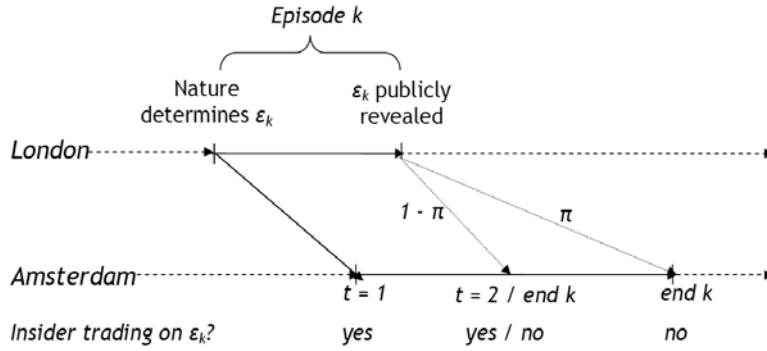 Episode k
Nature
determines εk
εk publicly
revealed
London
1 - π
π
Amsterdam
t = 1
t = 2 / end k
end k
Insider trading on εk?
yes
yes / no
no